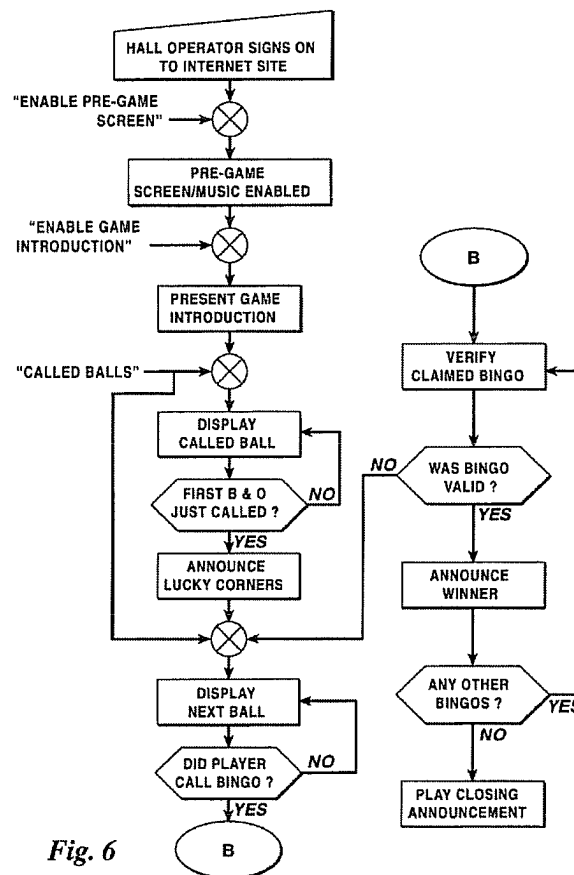 HALL OPERATOR SIGNS ON
TO INTERNET SITE
"ENABLE PRE-GAME
SCREEN"
PRE-GAME
SCREEN/MUSIC ENABLED
"ENABLE GAME
INTRODUCTION"
PRESENT GAME
INTRODUCTION
"CALLED BALLS"
DISPLAY
CALLED BALL
FIRST B & O
JUST CALLED ?
NO
YES
ANNOUNCE
LUCKY CORNERS
DISPLAY
NEXT BALL
DID PLAYER
CALL BINGO ?
NO
YES
B
B
VERIFY
CLAIMED BINGO
WAS BINGO
VALID ?
NO
YES
ANNOUNCE
WINNER
ANY OTHER
BINGOS ?
YES
NO
PLAY CLOSING
ANNOUNCEMENT
Fig. 6